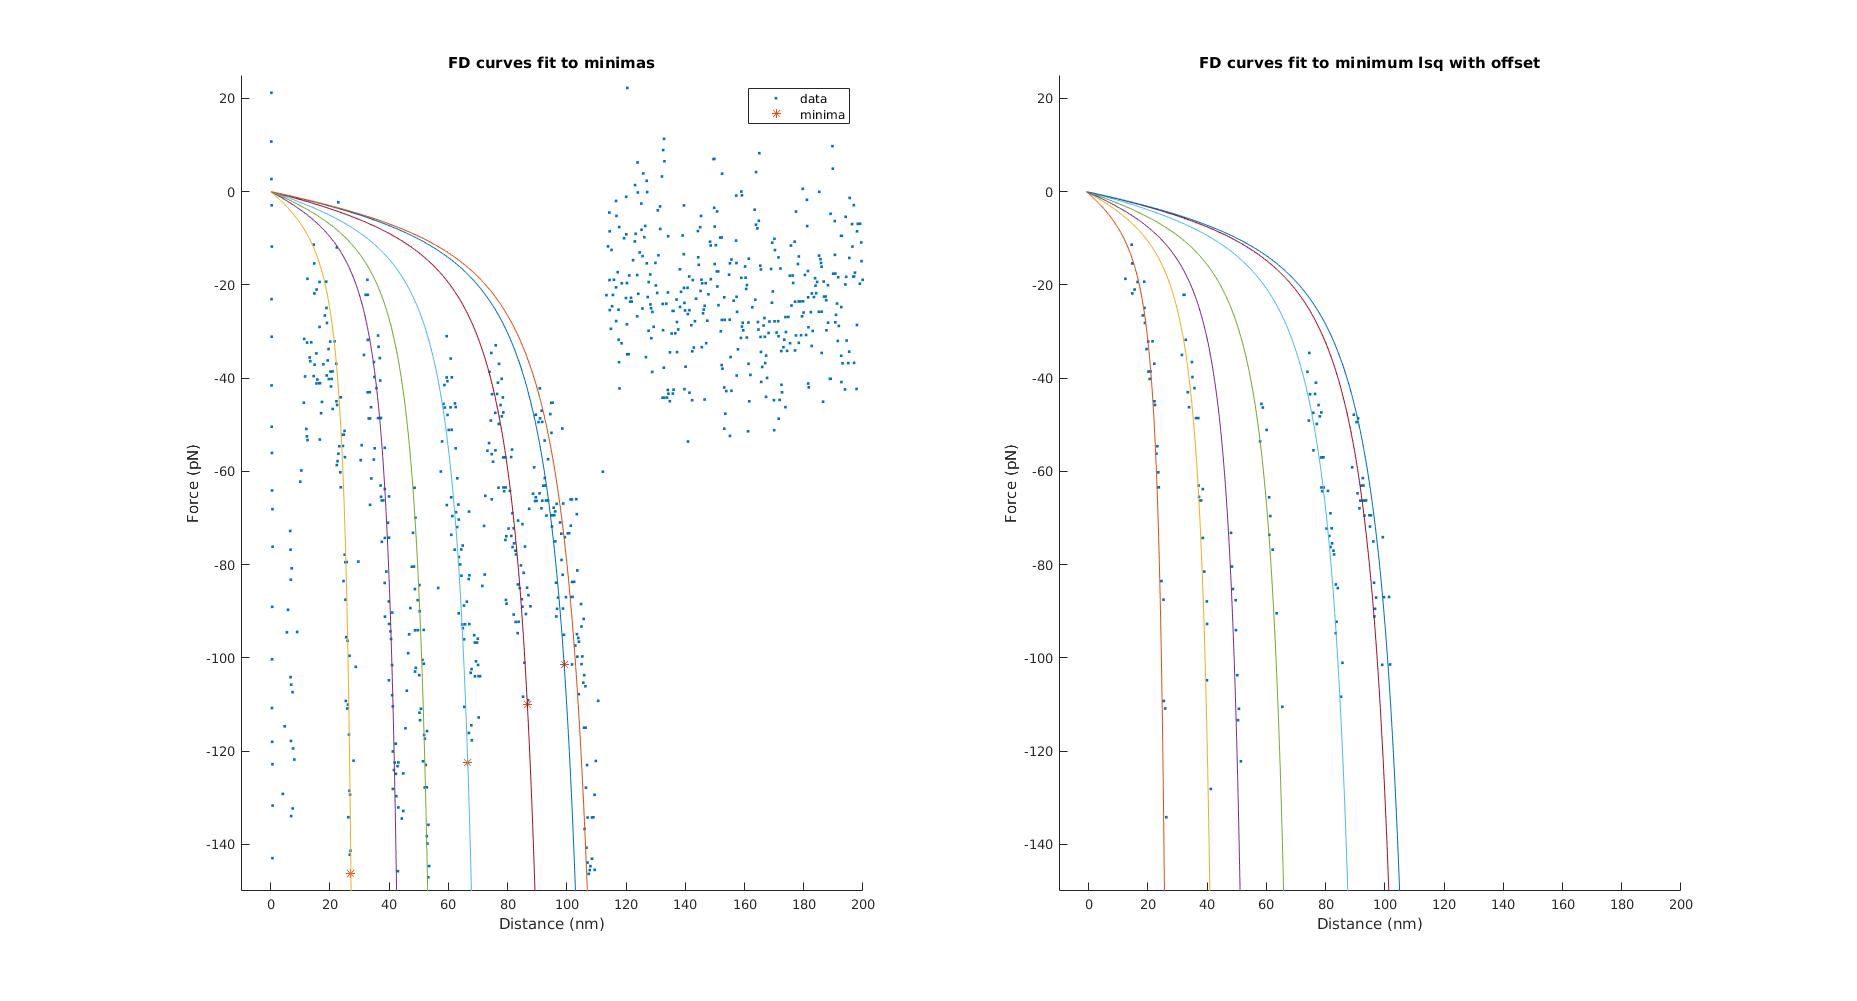 FD curves fit to minimas
data
minima
20
0
-20
-40
-60
-80
-100
-120
-140
Force (pN)
0 20 40 60 80 100 120 140 160 180 200
Distance (nm)
FD curves fit to minimum lsq with offset
20
0
-20
-40
-60
-80
-100
-120
-140
Force (pN)
0 20 40 60 80 100 120 140 160 180 200
Distance (nm)